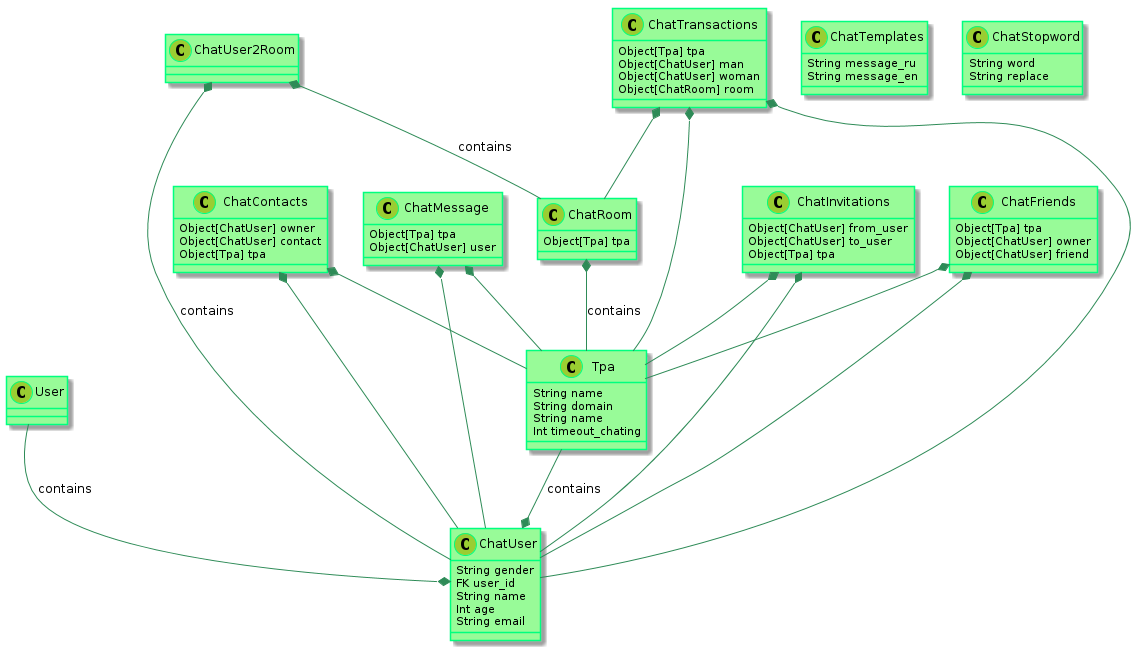 C ChatUser2Room
C ChatTransactions
Object[Tpa] tpa
Object[ChatUser] man
Object[ChatUser] woman
Object[ChatRoom] room
C ChatTemplates
String message_ru
String message_en
C ChatStopword
String word
String replace
contains
C ChatContacts
Object[ChatUser] owner
Object[ChatUser] contact
Object[Tpa] tpa
C ChatMessage
Object[Tpa] tpa
Object[ChatUser] user
C ChatRoom
Object[Tpa] tpa
C ChatInvitations
Object[ChatUser] from_user
Object[ChatUser] to_user
Object[Tpa] tpa
C ChatFriends
Object[Tpa] tpa
Object[ChatUser] owner
Object[ChatUser] friend
contains
contains
C User
C Tpa
String name
String domain
String name
Int timeout_chating
contains
contains
C ChatUser
String gender
FK user_id
String name
Int age
String email